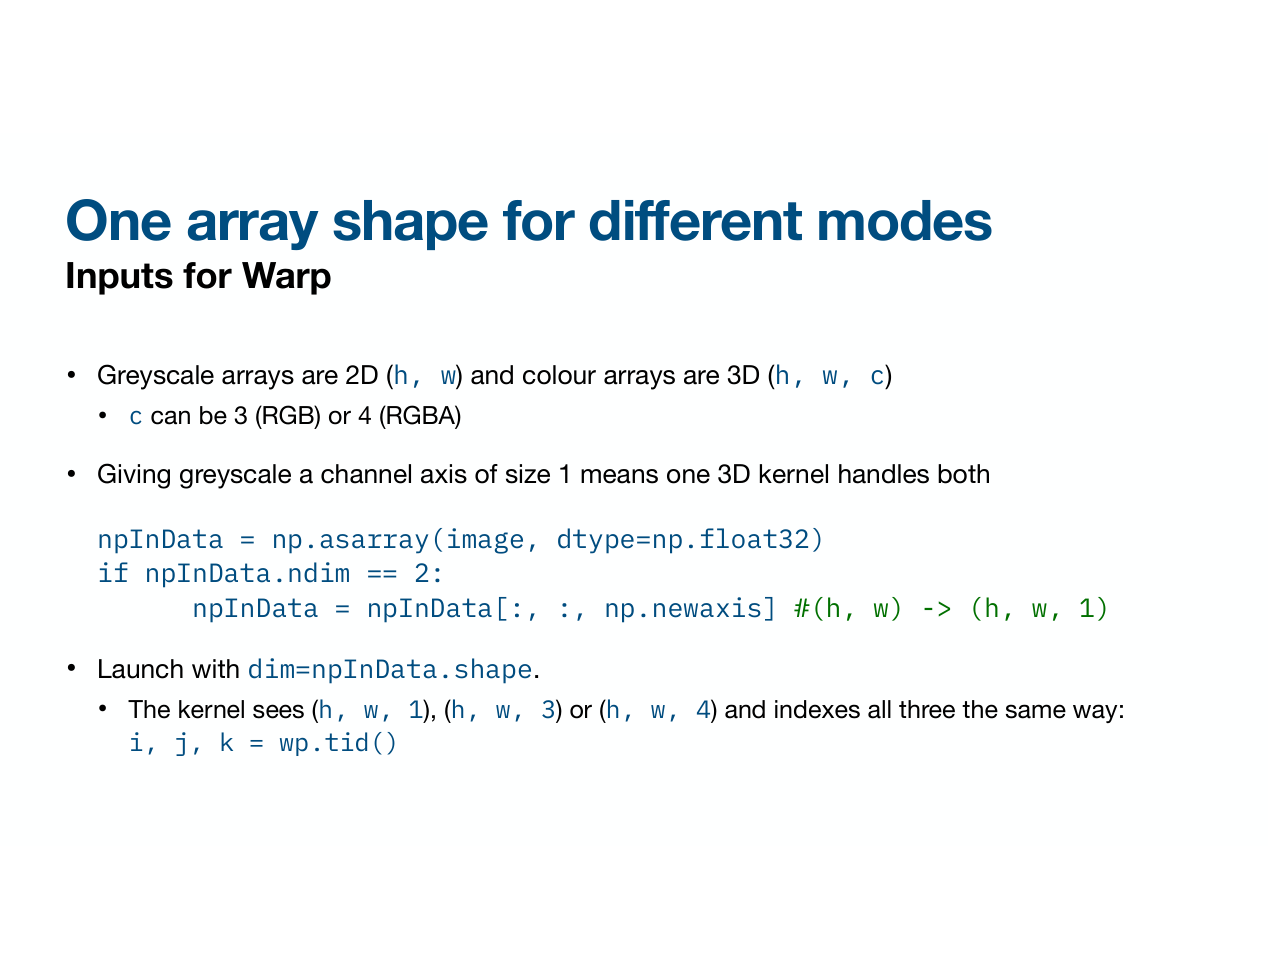 One array shape for different modes
Inputs for Warp
• Greyscale arrays are 2D (h, w) and colour arrays are 3D (h, w, c)
• c can be 3 (RGB) or 4 (RGBA)
• Giving greyscale a channel axis of size 1 means one 3D kernel handles both
npInData = np.asarray(image, dtype=np.float32)
if npInData.ndim == 2:
npInData = npInData[:, :, np.newaxis] #(h, w) -> (h, w, 1)
• Launch with dim=npInData.shape.
• The kernel sees (h, w, 1), (h, w, 3) or (h, w, 4) and indexes all three the same way:
i, j, k = wp.tid()